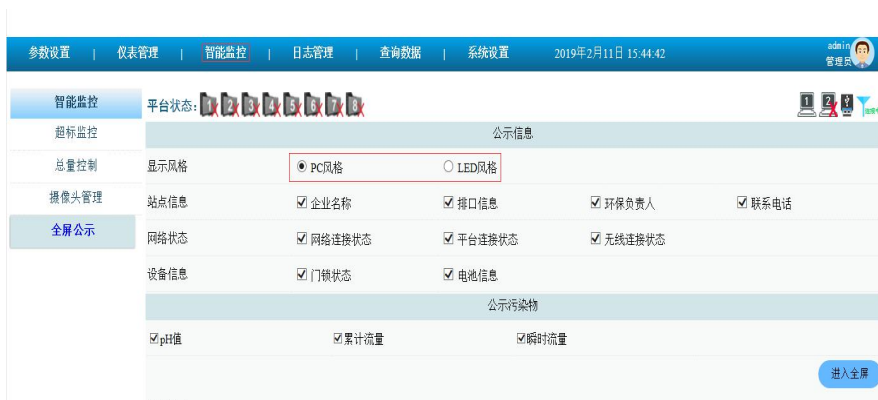 参数设置 | 仪表管理 | 智能监控 | 日志管理 | 查询数据 | 系统设置 2019年2月11日 15:44:42 admin
管理员
智能监控
超标监控
总量控制
摄像头管理
全屏公示
平台状态: 1 2 3 4 5 6 7 8 1 2
公示信息
显示风格 PC风格 LED风格
站点信息 企业名称 排口信息 环保负责人 联系电话
网络状态 网络连接状态 平台连接状态 无线连接状态
设备信息 门锁状态 电池信息
公示污染物
pH值 累计流量 瞬时流量
进入全屏